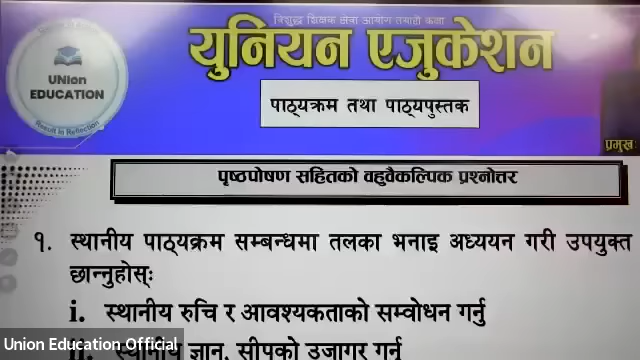 विशुद्ध शिक्षक सेवा आयोग तयारी कक्षा
युनियन एजुकेशन
UNIon
EDUCATION
Result in Reflection
पाठ्यक्रम तथा पाठ्यपुस्तक
प्रमुखः
पृष्ठपोषण सहितको वहुवैकल्पिक प्रश्नोत्तर
१. स्थानीय पाठ्यक्रम सम्बन्धमा तलका भनाइ अध्ययन गरी उपयुक्त
छान्नुहोस्ः
i. स्थानीय रुचि र आवश्यकताको सम्वोधन गर्नु
Union Education Official
ii. स्थानीय ज्ञान, सीपको उजागर गर्नु